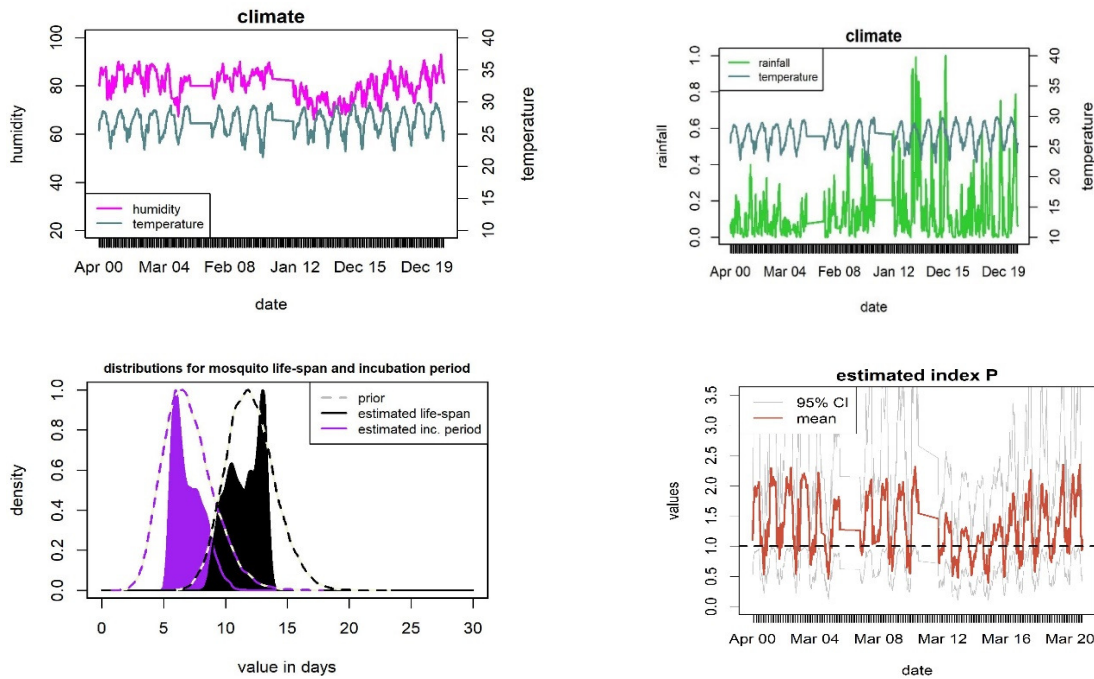 climate
100
80
60
40
20
humidity
40
35
30
25
20
15
10
temperature
humidity
temperature
Apr 00 Mar 04 Feb 08 Jan 12 Dec 15 Dec 19
date
climate
1.0
0.8
0.6
0.4
0.2
0.0
rainfall
40
35
30
25
20
15
10
temperature
rainfall
temperature
Apr 00 Mar 04 Feb 08 Jan 12 Dec 15 Dec 19
date
distributions for mosquito life-span and incubation period
1.0
0.8
0.6
0.4
0.2
0.0
density
prior
estimated life-span
estimated inc. period
0 5 10 15 20 25 30
value in days
estimated index P
3.5
3.0
2.5
2.0
1.5
1.0
0.5
0.0
values
95% CI
mean
Apr 00 Mar 04 Mar 08 Mar 12 Mar 16 Mar 20
date